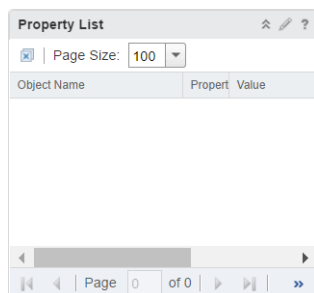 Property List ?
Page Size: 100
Object Name Propert Value
Page 0 of 0 »